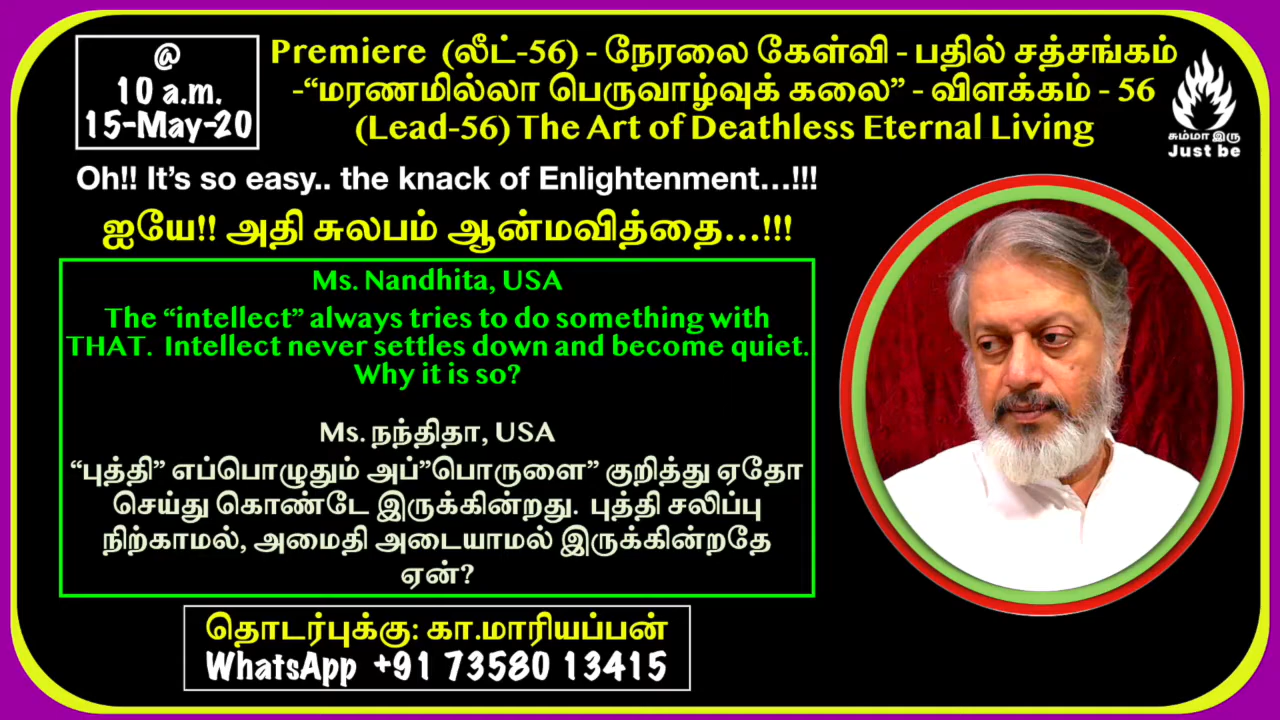 @
10 a.m.
15-May-20
Premiere (லீட்-56) - நேரலை கேள்வி - பதில் சத்சங்கம்
-“மரணமில்லா பெருவாழ்வுக் கலை” - விளக்கம் - 56
(Lead-56) The Art of Deathless Eternal Living
சும்மா இரு
Just be
Oh!! It’s so easy.. the knack of Enlightenment...!!!
ஐயே!! அதி சுலபம் ஆன்மவித்தை...!!!
Ms. Nandhita, USA
The “intellect” always tries to do something with
THAT. Intellect never settles down and become quiet.
Why it is so?
Ms. நந்திதா, USA
“புத்தி” எப்பொழுதும் அப்”பொருளை” குறித்து ஏதோ
செய்து கொண்டே இருக்கின்றது. புத்தி சலிப்பு
நிற்காமல், அமைதி அடையாமல் இருக்கின்றதே
ஏன்?
தொடர்புக்கு: கா.மாரியப்பன்
WhatsApp +91 73580 13415